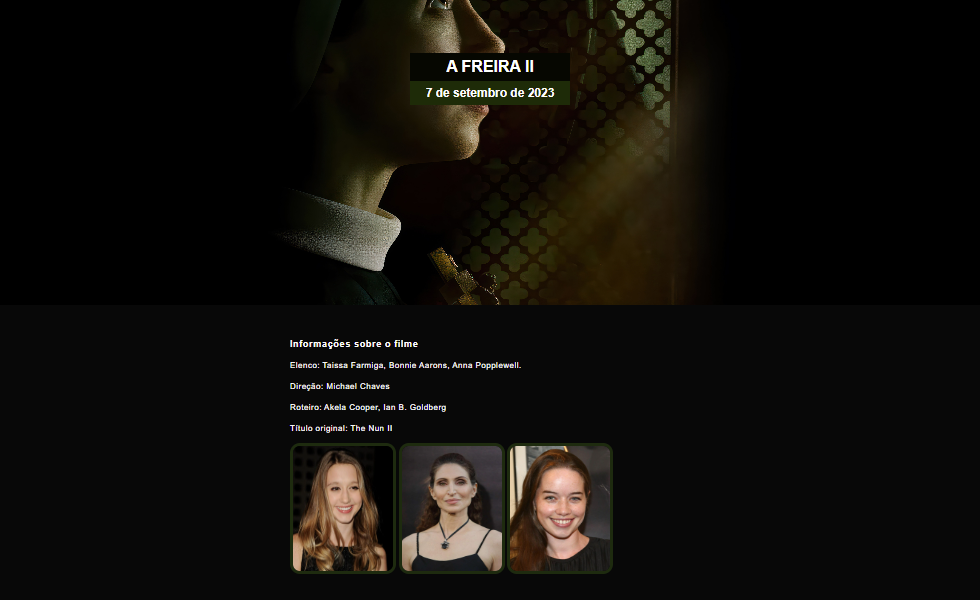 A FREIRA II
7 de setembro de 2023
Informações sobre o filme
Elenco: Taissa Farmiga, Bonnie Aarons, Anna Popplewell.
Direção: Michael Chaves
Roteiro: Akela Cooper, Ian B. Goldberg
Título original: The Nun II